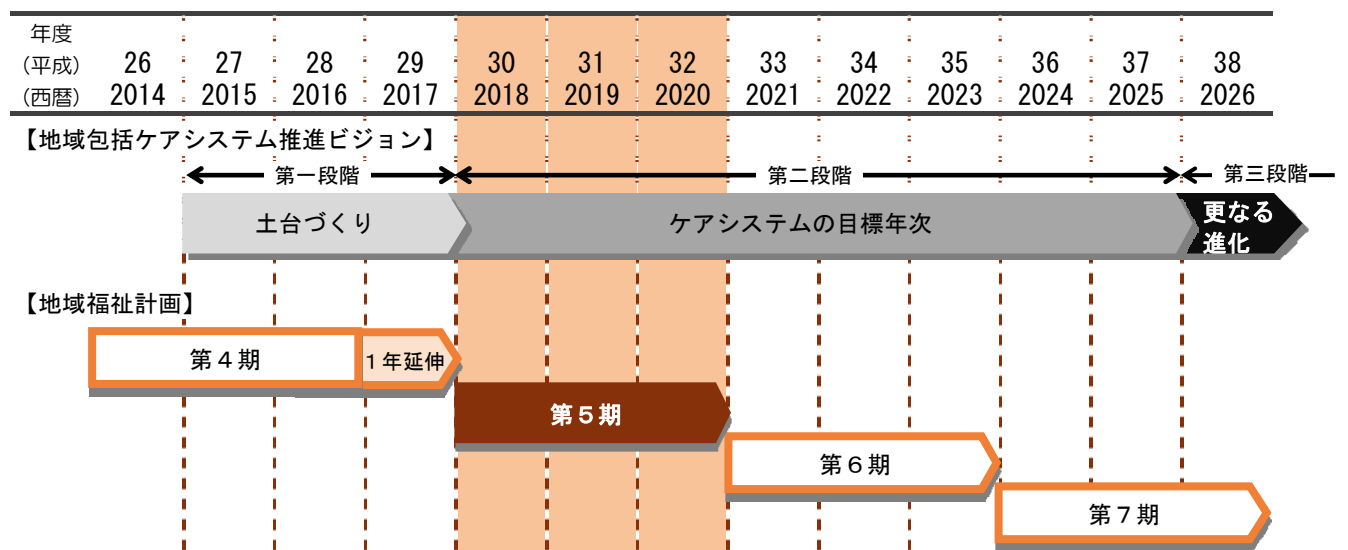 年度
(平成) 26 27 28 29 30 31 32 33 34 35 36 37 38
(西暦) 2014 2015 2016 2017 2018 2019 2020 2021 2022 2023 2024 2025 2026
【地域包括ケアシステム推進ビジョン】
第一段階 第二段階 第三段階
土台づくり ケアシステムの目標年次 更なる
進化
【地域福祉計画】
第４期 １年延伸
第５期
第６期
第７期